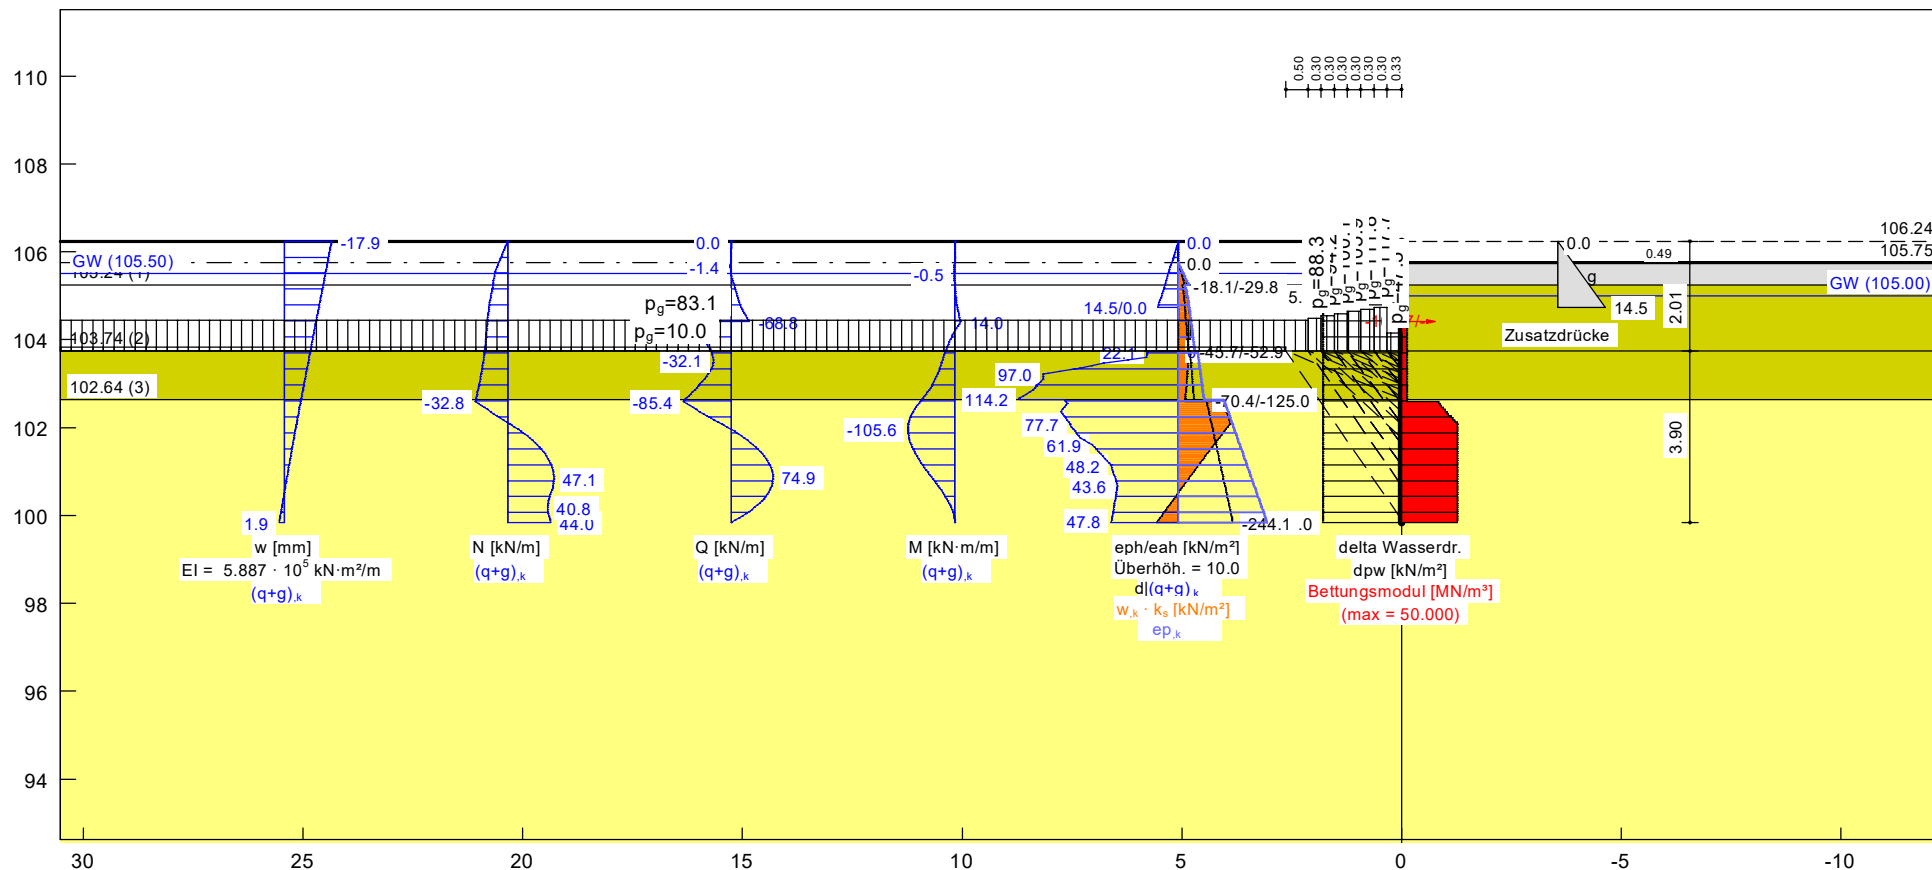 110
108
106
104
102
100
98
96
94
30
25
20
15
10
5
0
-5
-10
0.50
0.30
0.30
0.30
0.30
0.30
0.30
0.33
GW (105.50)
103.74 (2)
102.64 (3)
-17.9
1.9
w [mm]
EI = 5.887 · 10⁵ kN·m²/m
(q+g),k
-32.8
47.1
40.8
44.0
N [kN/m]
(q+g),k
0.0
-1.4
-68.8
-32.1
-85.4
74.9
Q [kN/m]
(q+g),k
pg=83.1
pg=10.0
-0.5
14.0
-105.6
M [kN·m/m]
(q+g),k
0.0
0.0
-18.1/-29.8
14.5/0.0
22.1
-45.7/-52.9
97.0
114.2
-70.4/-125.0
77.7
61.9
48.2
43.6
47.8
-244.1
.0
eph/eah [kN/m²]
Überhöh. = 10.0
d|(q+g),k
w,k · ks [kN/m²]
ep,k
pg=88.3
delta Wasserdr.
dpw [kN/m²]
Bettungsmodul [MN/m³]
(max = 50.000)
0.0
g
14.5
Zusatzdrücke
0.49
2.01
3.90
106.24
105.75
GW (105.00)